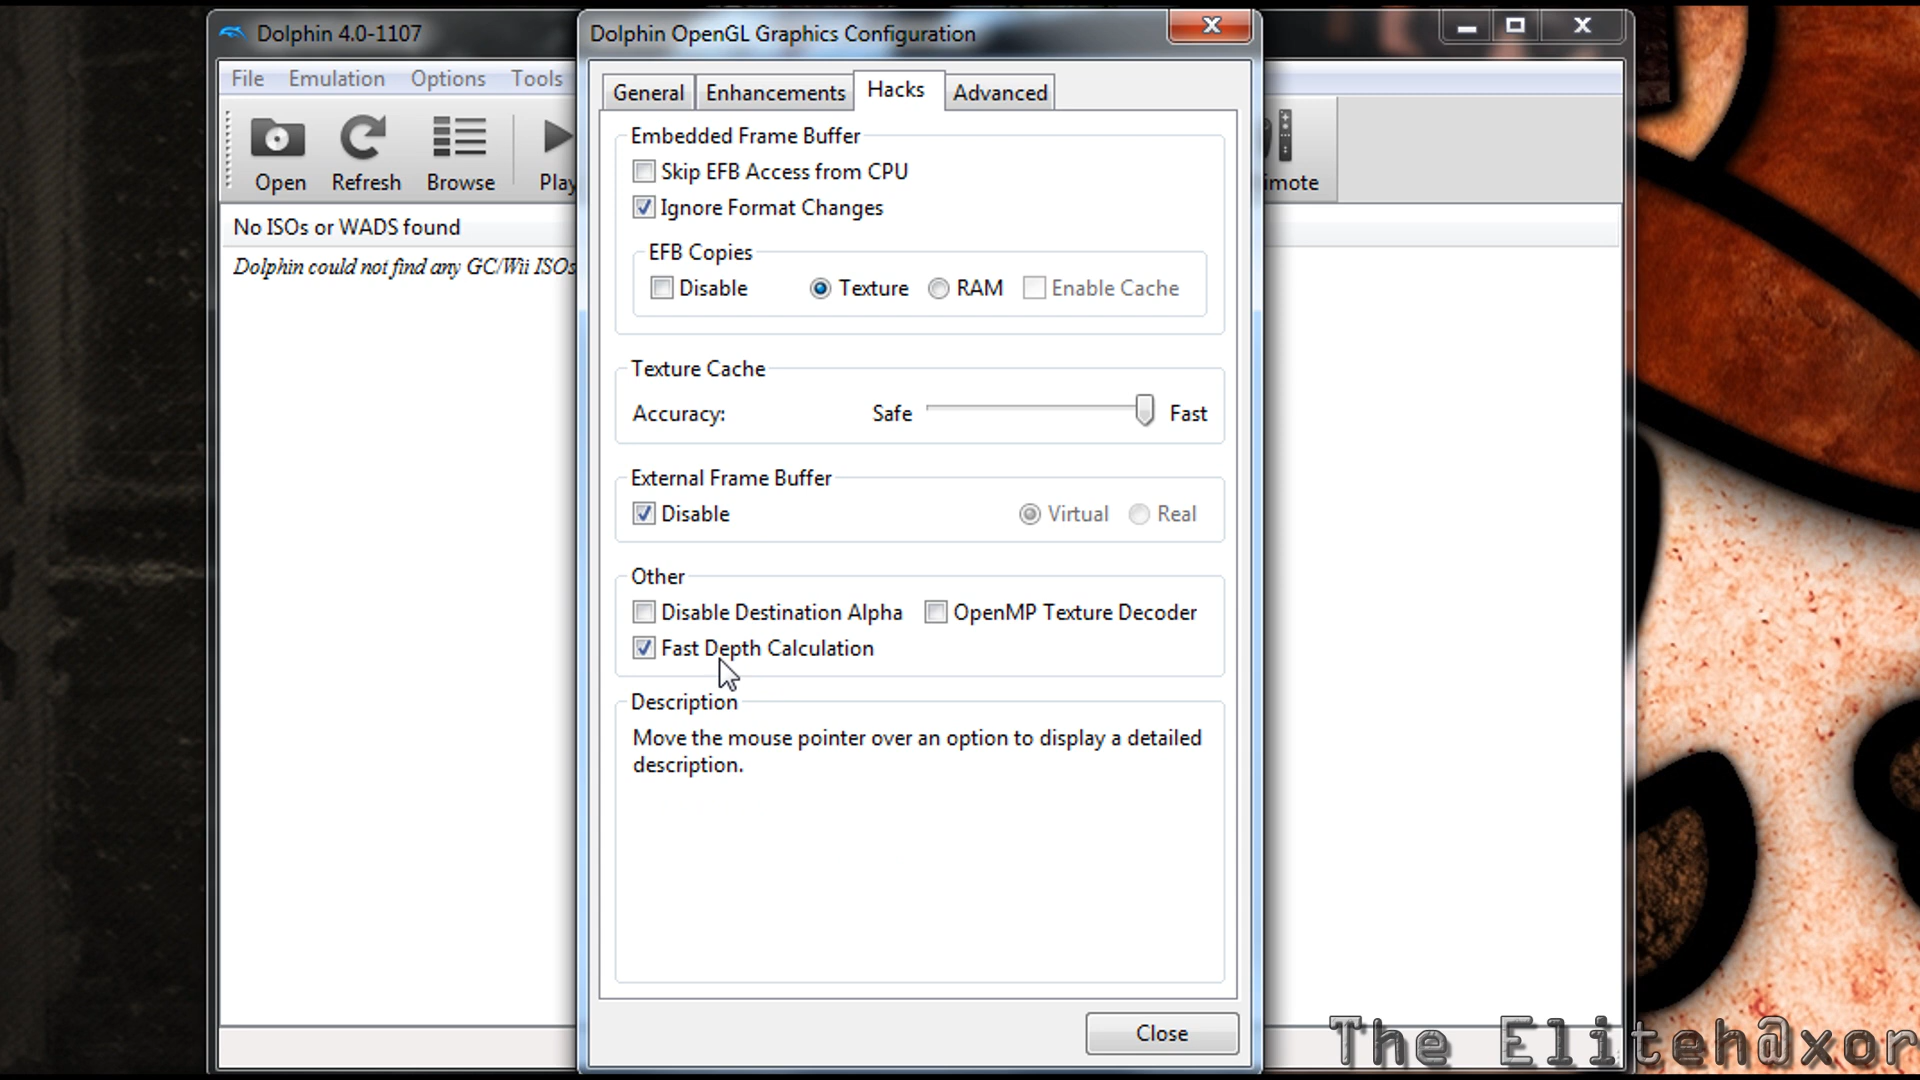 Dolphin 4.0-1107
Dolphin OpenGL Graphics Configuration
File Emulation Options Tools
General Enhancements Hacks Advanced
Open Refresh Browse Play
imote
No ISOs or WADS found
Dolphin could not find any GC/Wii ISOs
Embedded Frame Buffer
Skip EFB Access from CPU
Ignore Format Changes
EFB Copies
Disable Texture RAM Enable Cache
Texture Cache
Accuracy: Safe Fast
External Frame Buffer
Disable Virtual Real
Other
Disable Destination Alpha OpenMP Texture Decoder
Fast Depth Calculation
Description
Move the mouse pointer over an option to display a detailed
description.
Close
The Eliteh@xor